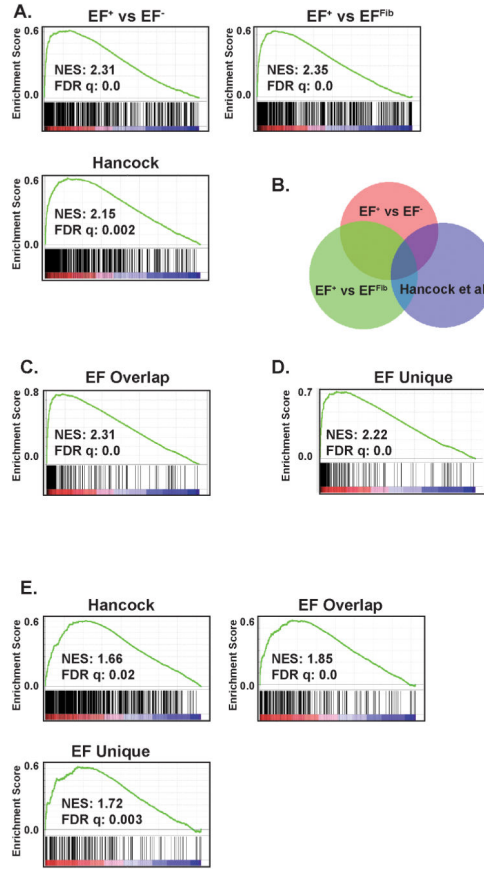 A.
EF⁺ vs EF⁻
Enrichment Score
0.6
0.0
NES: 2.31
FDR q: 0.0
EF⁺ vs EFᶠⁱᵇ
Enrichment Score
0.6
0.0
NES: 2.35
FDR q: 0.0
Hancock
Enrichment Score
0.6
0.0
NES: 2.15
FDR q: 0.002
B.
EF⁺ vs EF⁻
EF⁺ vs EFᶠⁱᵇ
Hancock et al
C.
EF Overlap
Enrichment Score
0.8
0.0
NES: 2.31
FDR q: 0.0
D.
EF Unique
Enrichment Score
0.7
0.0
NES: 2.22
FDR q: 0.0
E.
Hancock
Enrichment Score
0.6
0.0
NES: 1.66
FDR q: 0.02
EF Overlap
Enrichment Score
0.6
0.0
NES: 1.85
FDR q: 0.0
EF Unique
Enrichment Score
0.6
0.0
NES: 1.72
FDR q: 0.003